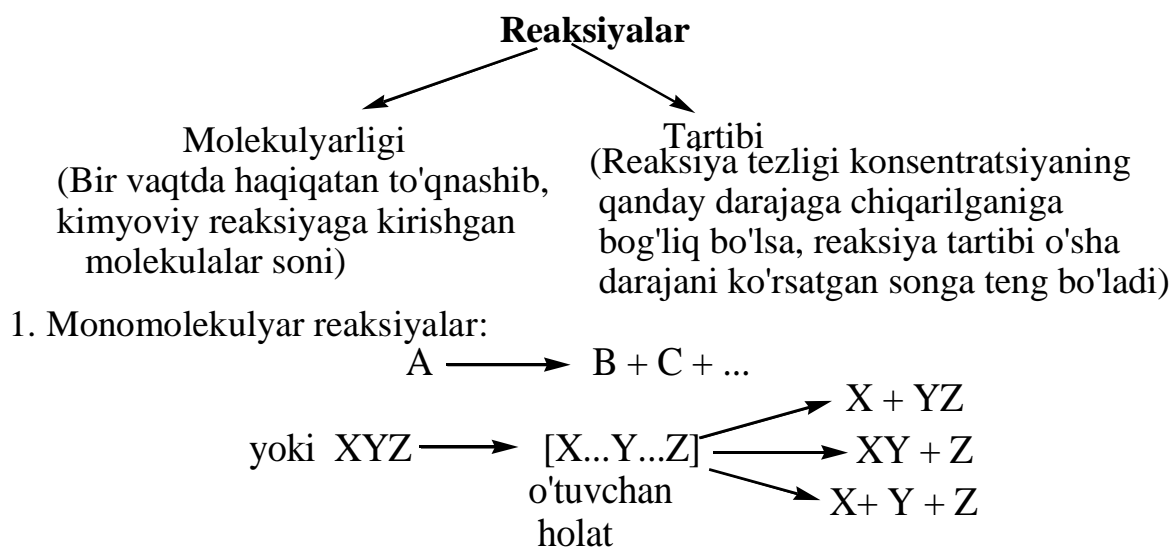 Reaksiyalar
Molekulyarligi
(Bir vaqtda haqiqatan to'qnashib,
kimyoviy reaksiyaga kirishgan
molekulalar soni)
Tartibi
(Reaksiya tezligi konsentratsiyaning
qanday darajaga chiqarilganiga
bog'liq bo'lsa, reaksiya tartibi o'sha
darajani ko'rsatgan songa teng bo'ladi)
1. Monomolekulyar reaksiyalar:
A → B + C + ...
yoki XYZ → [X...Y...Z]
o'tuvchan
holat
X + YZ
XY + Z
X+ Y + Z